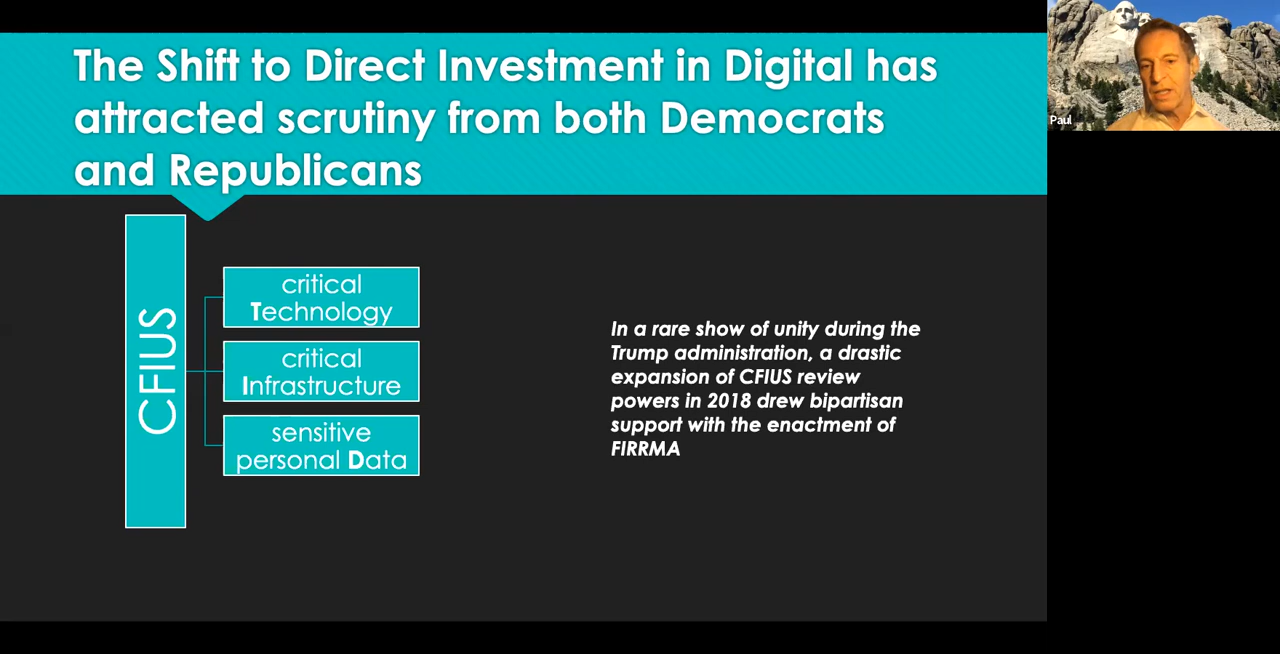 The Shift to Direct Investment in Digital has
attracted scrutiny from both Democrats
and Republicans
CFIUS
critical
Technology
critical
Infrastructure
sensitive
personal Data
In a rare show of unity during the
Trump administration, a drastic
expansion of CFIUS review
powers in 2018 drew bipartisan
support with the enactment of
FIRRMA
Paul